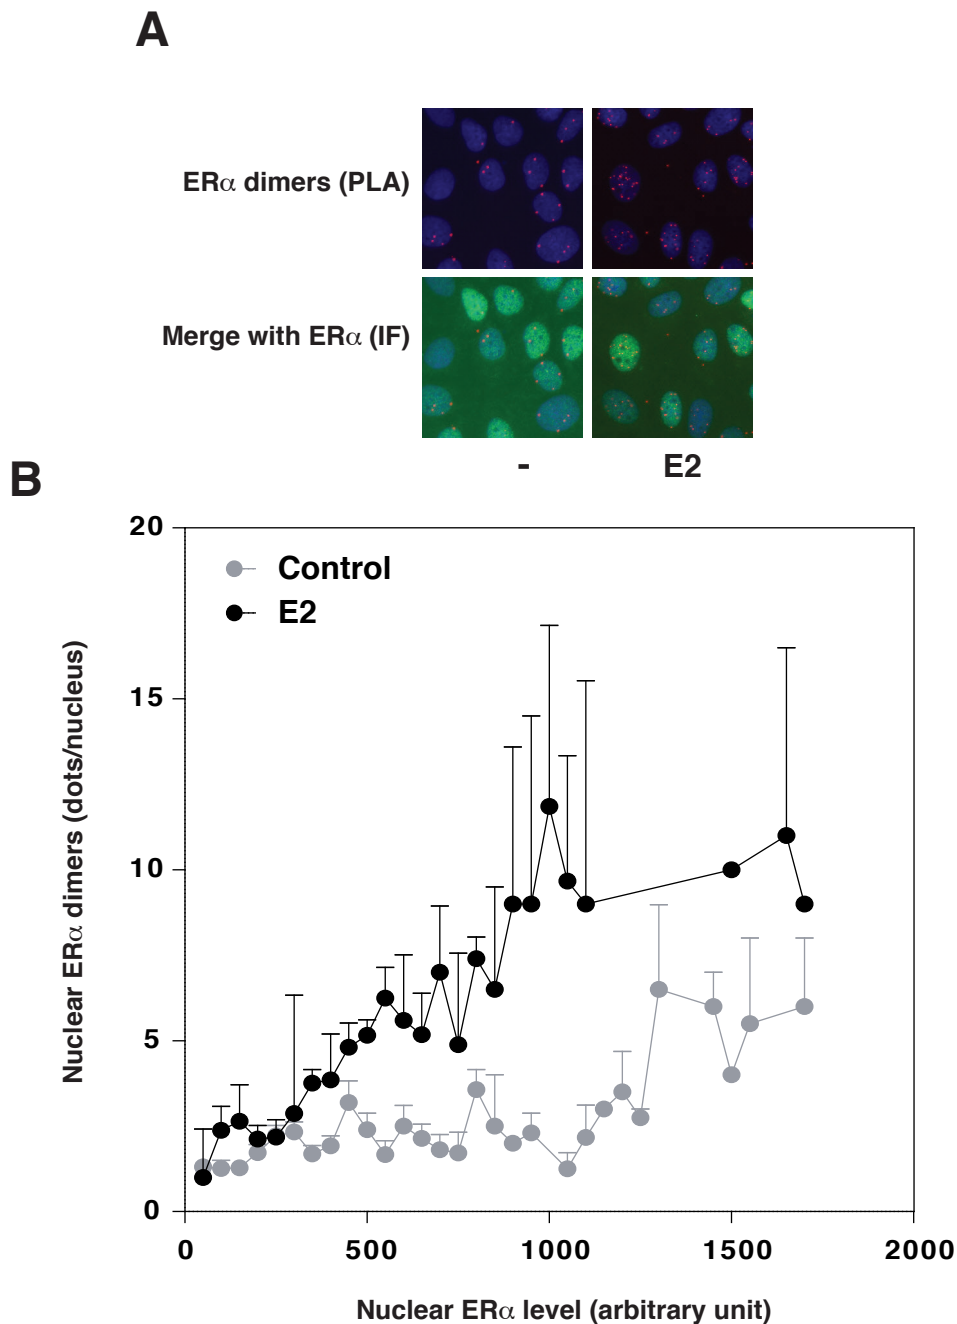 A
ERα dimers (PLA)
Merge with ERα (IF)
-
E2
B
20
15
10
5
0
Control
E2
Nuclear ERα dimers (dots/nucleus)
0
500
1000
1500
2000
Nuclear ERα level (arbitrary unit)